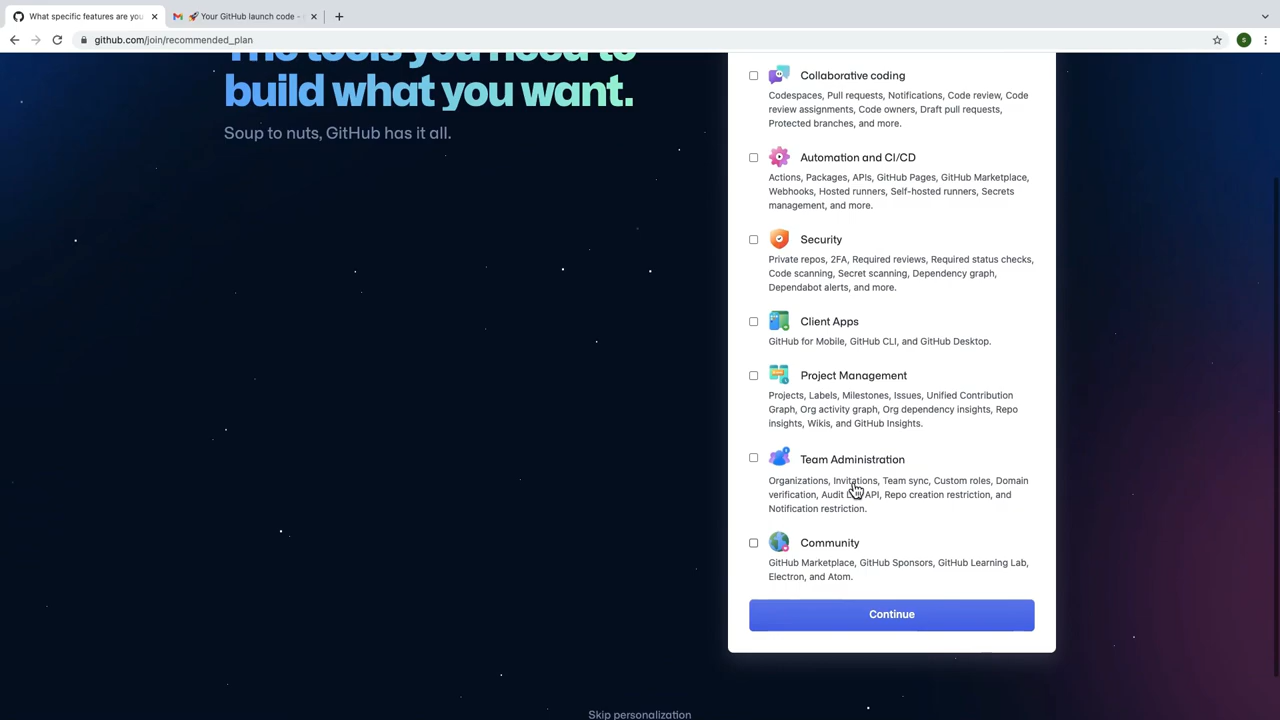 What specific features are you
🚀 Your GitHub launch code -
github.com/join/recommended_plan
S
The tools you need to
build what you want.
Soup to nuts, GitHub has it all.
Collaborative coding
Codespaces, Pull requests, Notifications, Code review, Code
review assignments, Code owners, Draft pull requests,
Protected branches, and more.
Automation and CI/CD
Actions, Packages, APIs, GitHub Pages, GitHub Marketplace,
Webhooks, Hosted runners, Self-hosted runners, Secrets
management, and more.
Security
Private repos, 2FA, Required reviews, Required status checks,
Code scanning, Secret scanning, Dependency graph,
Dependabot alerts, and more.
Client Apps
GitHub for Mobile, GitHub CLI, and GitHub Desktop.
Project Management
Projects, Labels, Milestones, Issues, Unified Contribution
Graph, Org activity graph, Org dependency insights, Repo
insights, Wikis, and GitHub Insights.
Team Administration
Organizations, Invitations, Team sync, Custom roles, Domain
verification, Audit API, Repo creation restriction, and
Notification restriction.
Community
GitHub Marketplace, GitHub Sponsors, GitHub Learning Lab,
Electron, and Atom.
Continue
Skip personalization